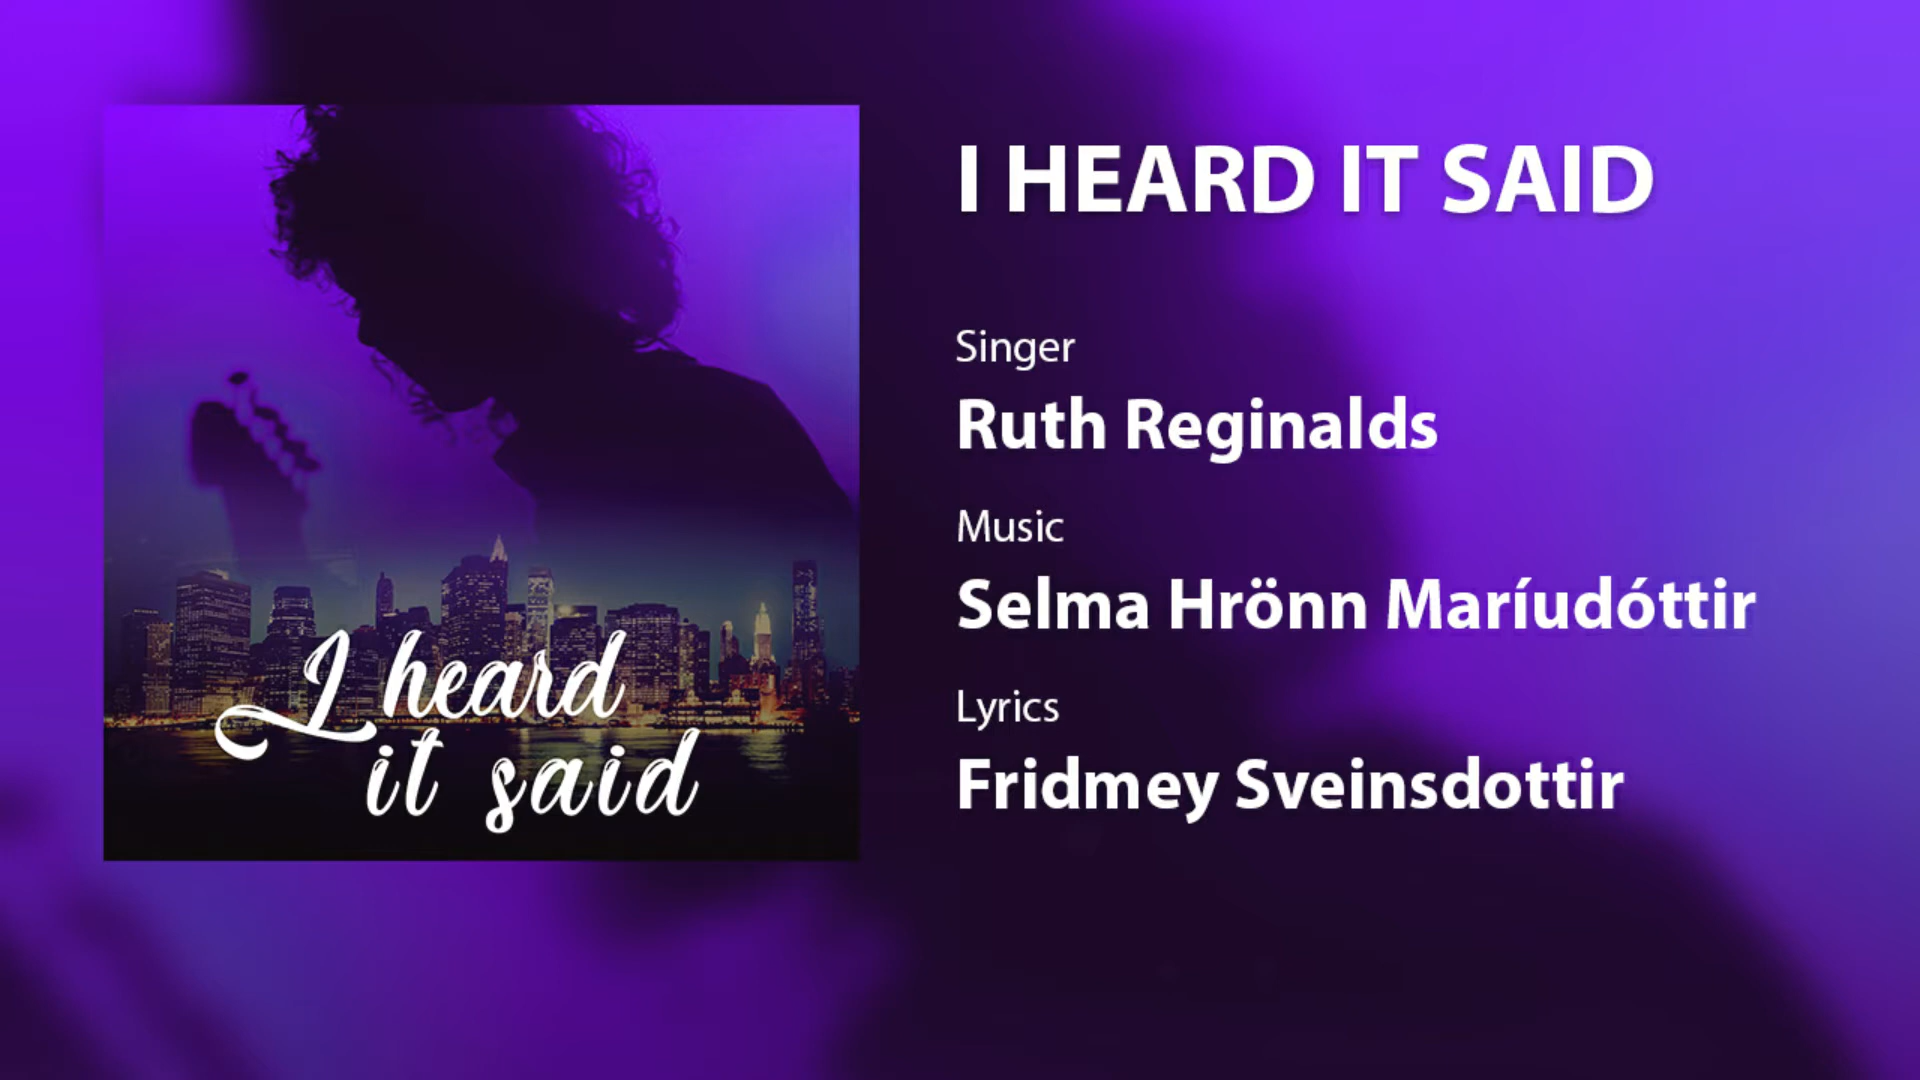 I heard
it said
I HEARD IT SAID
Singer
Ruth Reginalds
Music
Selma Hrönn Maríudóttir
Lyrics
Fridmey Sveinsdottir